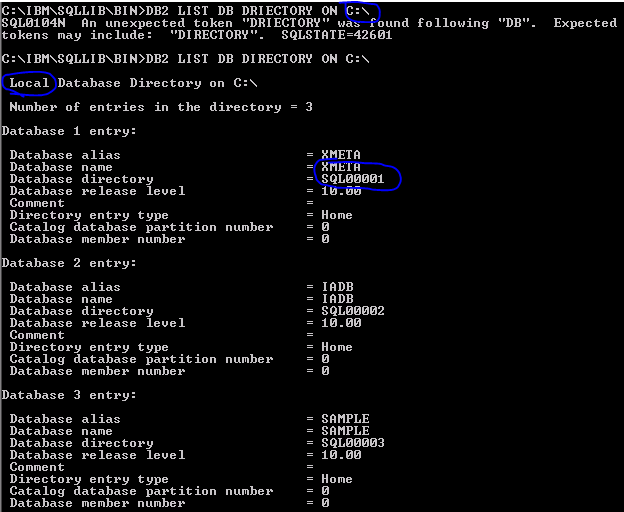 C:\IBM\SQLLIB\BIN>DB2 LIST DB DRIECTORY ON C:\
SQL0104N  An unexpected token "DRIECTORY" was found following "DB".  Expected
tokens may include:  "DIRECTORY".  SQLSTATE=42601
C:\IBM\SQLLIB\BIN>DB2 LIST DB DIRECTORY ON C:\
Local Database Directory on C:\
Number of entries in the directory = 3
Database 1 entry:
Database alias = XMETA
Database name = XMETA
Database directory = SQL00001
Database release level = 10.00
Comment =
Directory entry type = Home
Catalog database partition number = 0
Database member number = 0
Database 2 entry:
Database alias = IADB
Database name = IADB
Database directory = SQL00002
Database release level = 10.00
Comment =
Directory entry type = Home
Catalog database partition number = 0
Database member number = 0
Database 3 entry:
Database alias = SAMPLE
Database name = SAMPLE
Database directory = SQL00003
Database release level = 10.00
Comment =
Directory entry type = Home
Catalog database partition number = 0
Database member number = 0